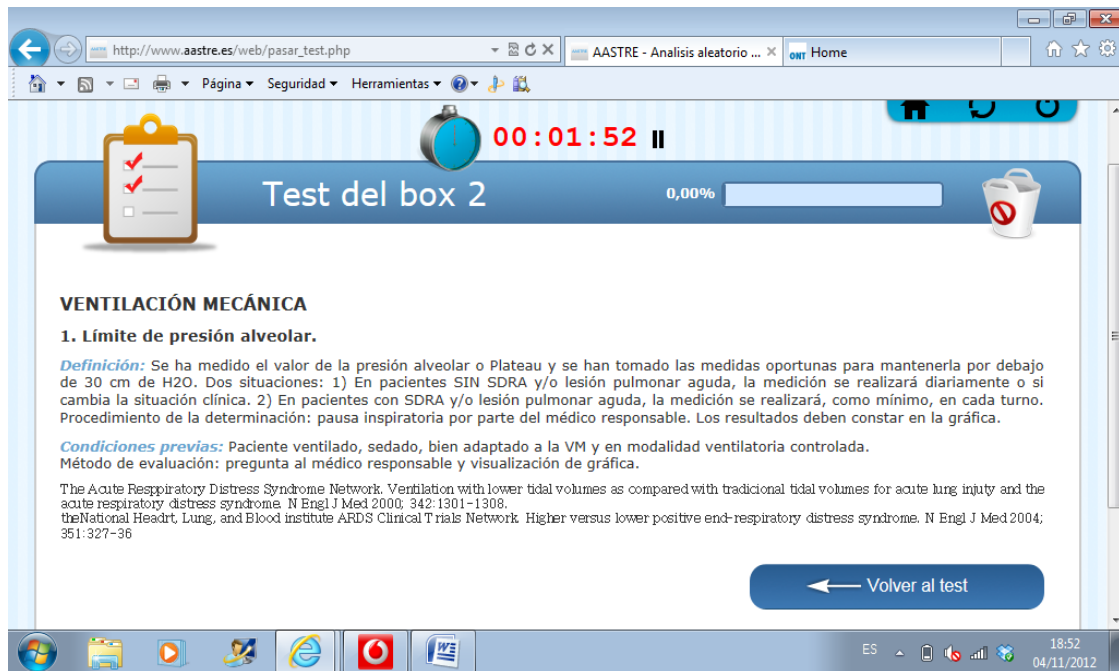 http://www.aastre.es/web/pasar_test.php
AASTRE - Analisis aleatorio ...
ONT Home
Página Seguridad Herramientas
00:01:52
Test del box 2
0,00%
VENTILACIÓN MECÁNICA
1. Límite de presión alveolar.
Definición: Se ha medido el valor de la presión alveolar o Plateau y se han tomado las medidas oportunas para mantenerla por debajo
de 30 cm de H2O. Dos situaciones: 1) En pacientes SIN SDRA y/o lesión pulmonar aguda, la medición se realizará diariamente o si
cambia la situación clínica. 2) En pacientes con SDRA y/o lesión pulmonar aguda, la medición se realizará, como mínimo, en cada turno.
Procedimiento de la determinación: pausa inspiratoria por parte del médico responsable. Los resultados deben constar en la gráfica.
Condiciones previas: Paciente ventilado, sedado, bien adaptado a la VM y en modalidad ventilatoria controlada.
Método de evaluación: pregunta al médico responsable y visualización de gráfica.
The Acute Resppiratory Distress Syndrome Network. Ventilation with lower tidal volumes as compared with tradicional tidal volumes for acute lung injuty and the
acute respiratory distress syndrome. N Engl J Med 2000; 342:1301-1308.
theNational Headrt, Lung, and Blood institute ARDS Clinical Trials Network. Higher versus lower positive end-respiratory distress syndrome. N Engl J Med 2004;
351:327-36
Volver al test
ES
18:52
04/11/2012